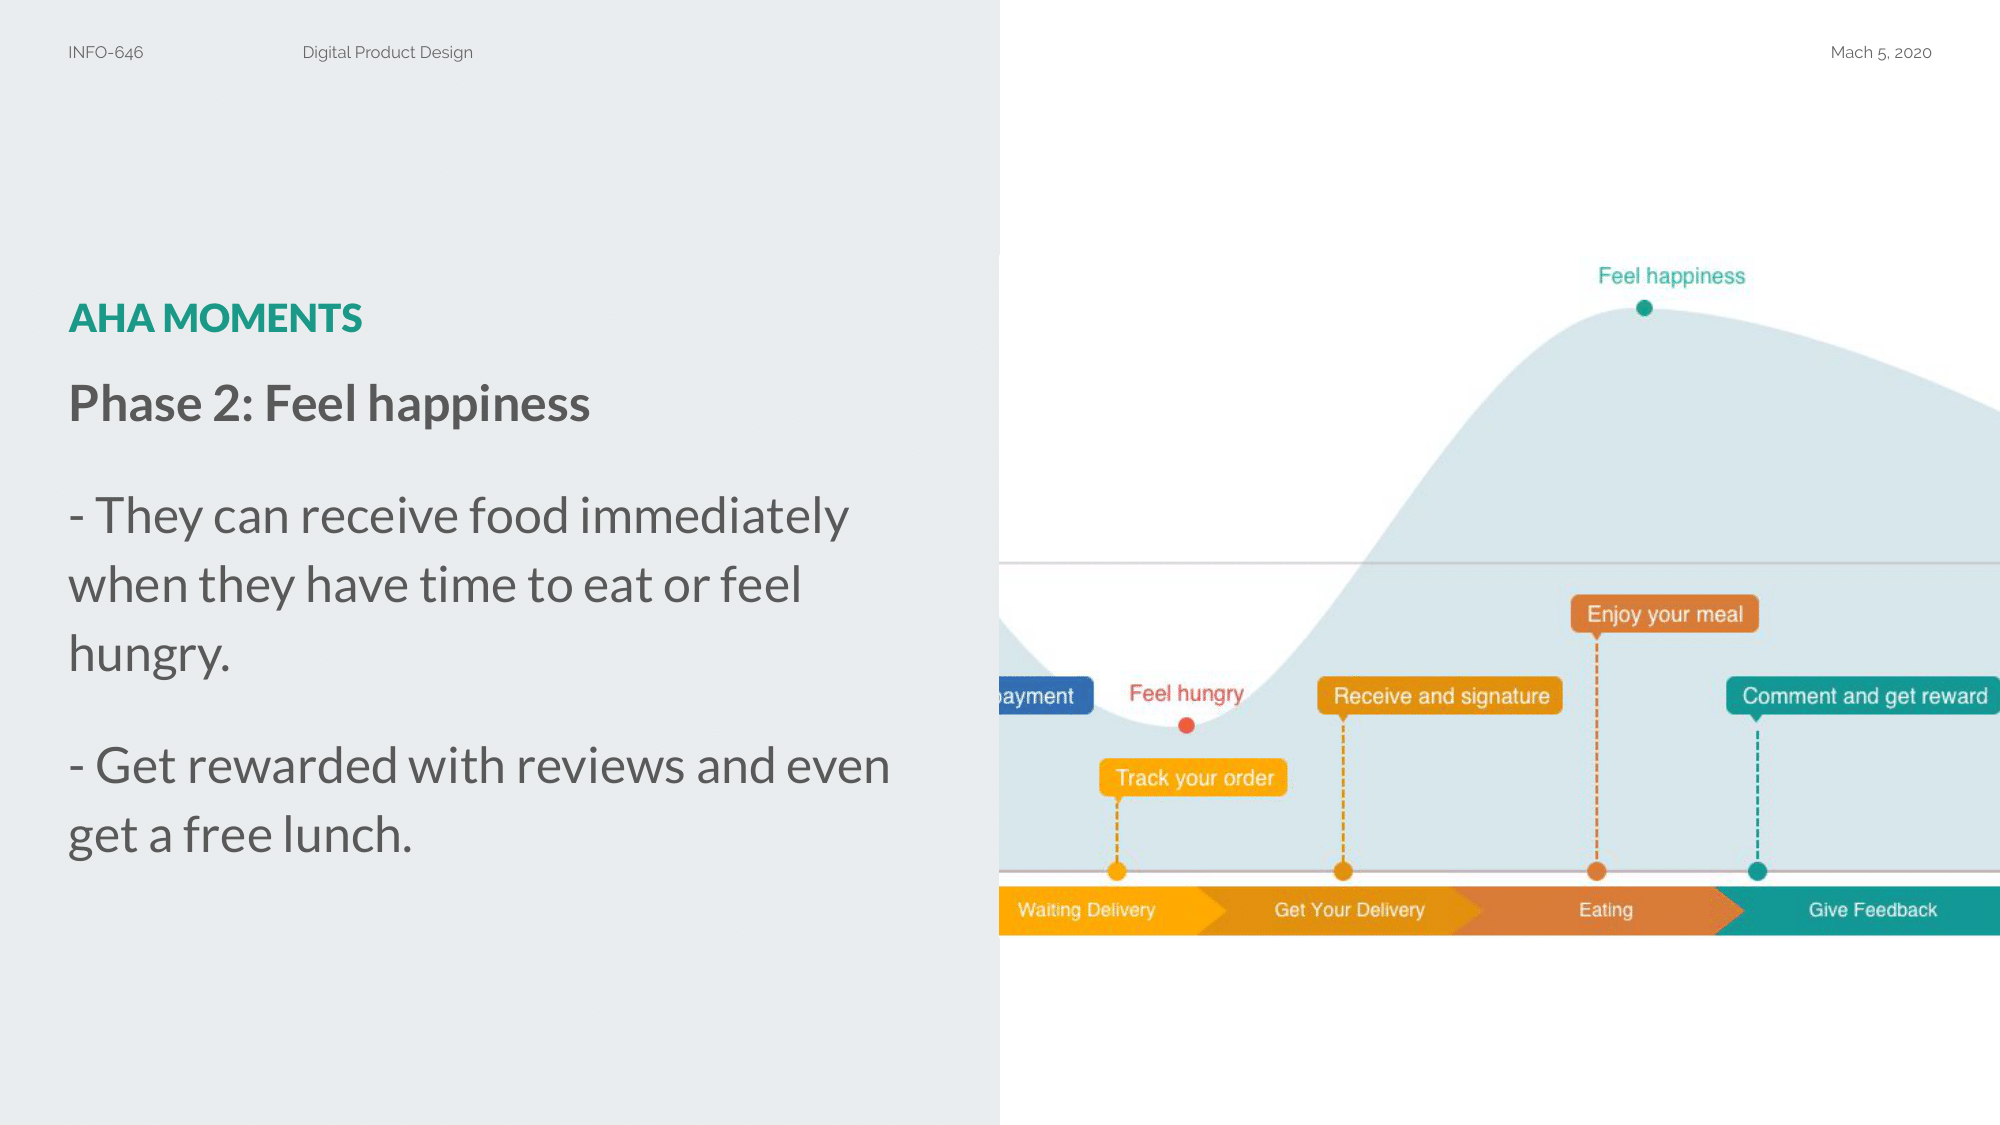 INFO-646
Digital Product Design
Mach 5, 2020
AHA MOMENTS
Phase 2: Feel happiness
- They can receive food immediately
when they have time to eat or feel
hungry.
- Get rewarded with reviews and even
get a free lunch.
Feel happiness
Enjoy your meal
payment
Feel hungry
Receive and signature
Comment and get reward
Track your order
Waiting Delivery
Get Your Delivery
Eating
Give Feedback